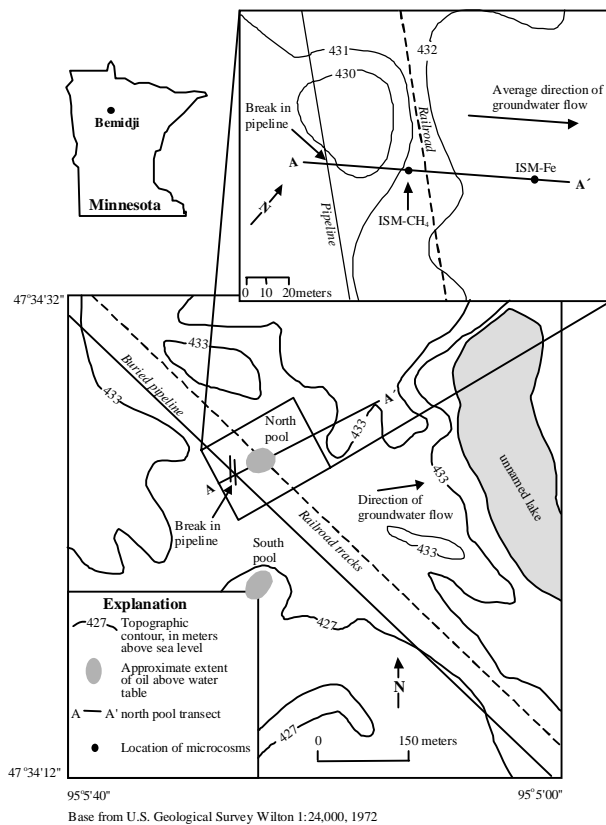 431
432
430
Average direction of
groundwater flow
Break in
pipeline
Railroad
A
A´
ISM-Fe
ISM-CH₄
Pipeline
N
0 10 20 meters
Bemidji
Minnesota
47°34'32"
433
Buried pipeline
433
North
pool
A´
433
433
unnamed lake
A
Break in
pipeline
Direction of
groundwater flow
Railroad tracks
433
South
pool
427
427
N
0 150 meters
Explanation
427 Topographic
contour, in meters
above sea level
Approximate extent
of oil above water
table
A A' north pool transect
Location of microcosms
47°34'12"
95°5'40"
95°5'00"
Base from U.S. Geological Survey Wilton 1:24,000, 1972